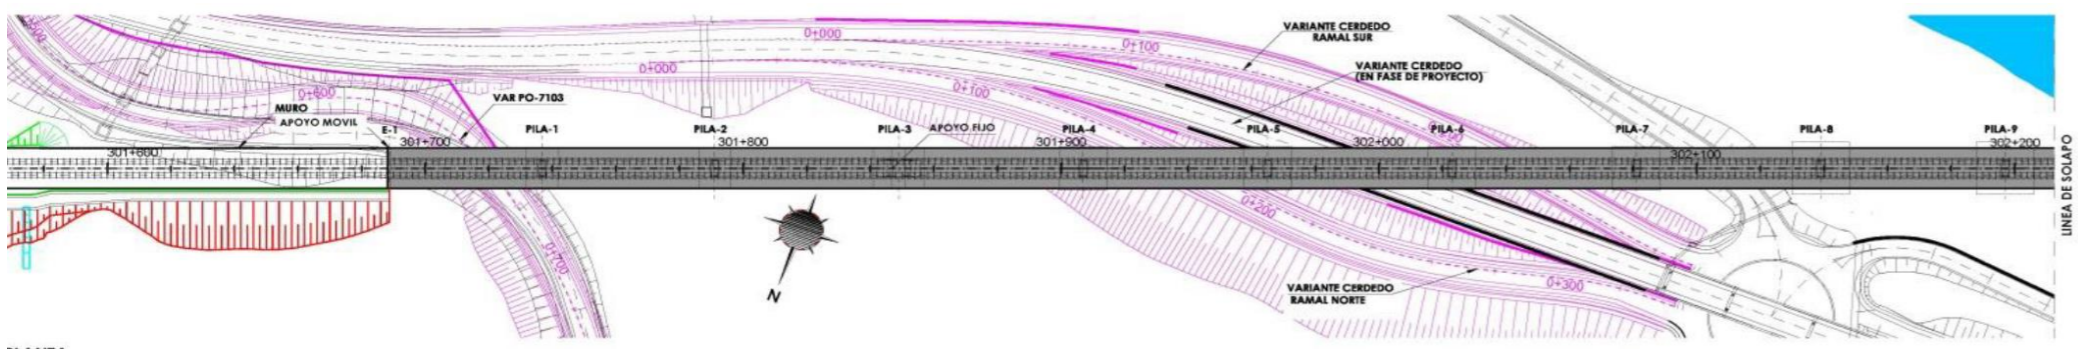 VARIANTE CERDEDO
RAMAL SUR
0+000
0+100
0+000
VARIANTE CERDEDO
(EN FASE DE PROYECTO)
0+100
0+600
VAR PO-7103
MURO
APOYO MOVIL
E-1
PILA-1
PILA-2
PILA-3
APOYO FIJO
PILA-4
PILA-5
PILA-6
PILA-7
PILA-8
PILA-9
301+600
301+700
301+800
301+900
302+000
302+100
302+200
LINEA DE SOLAPO
0+200
0+700
N
VARIANTE CERDEDO
RAMAL NORTE
0+300